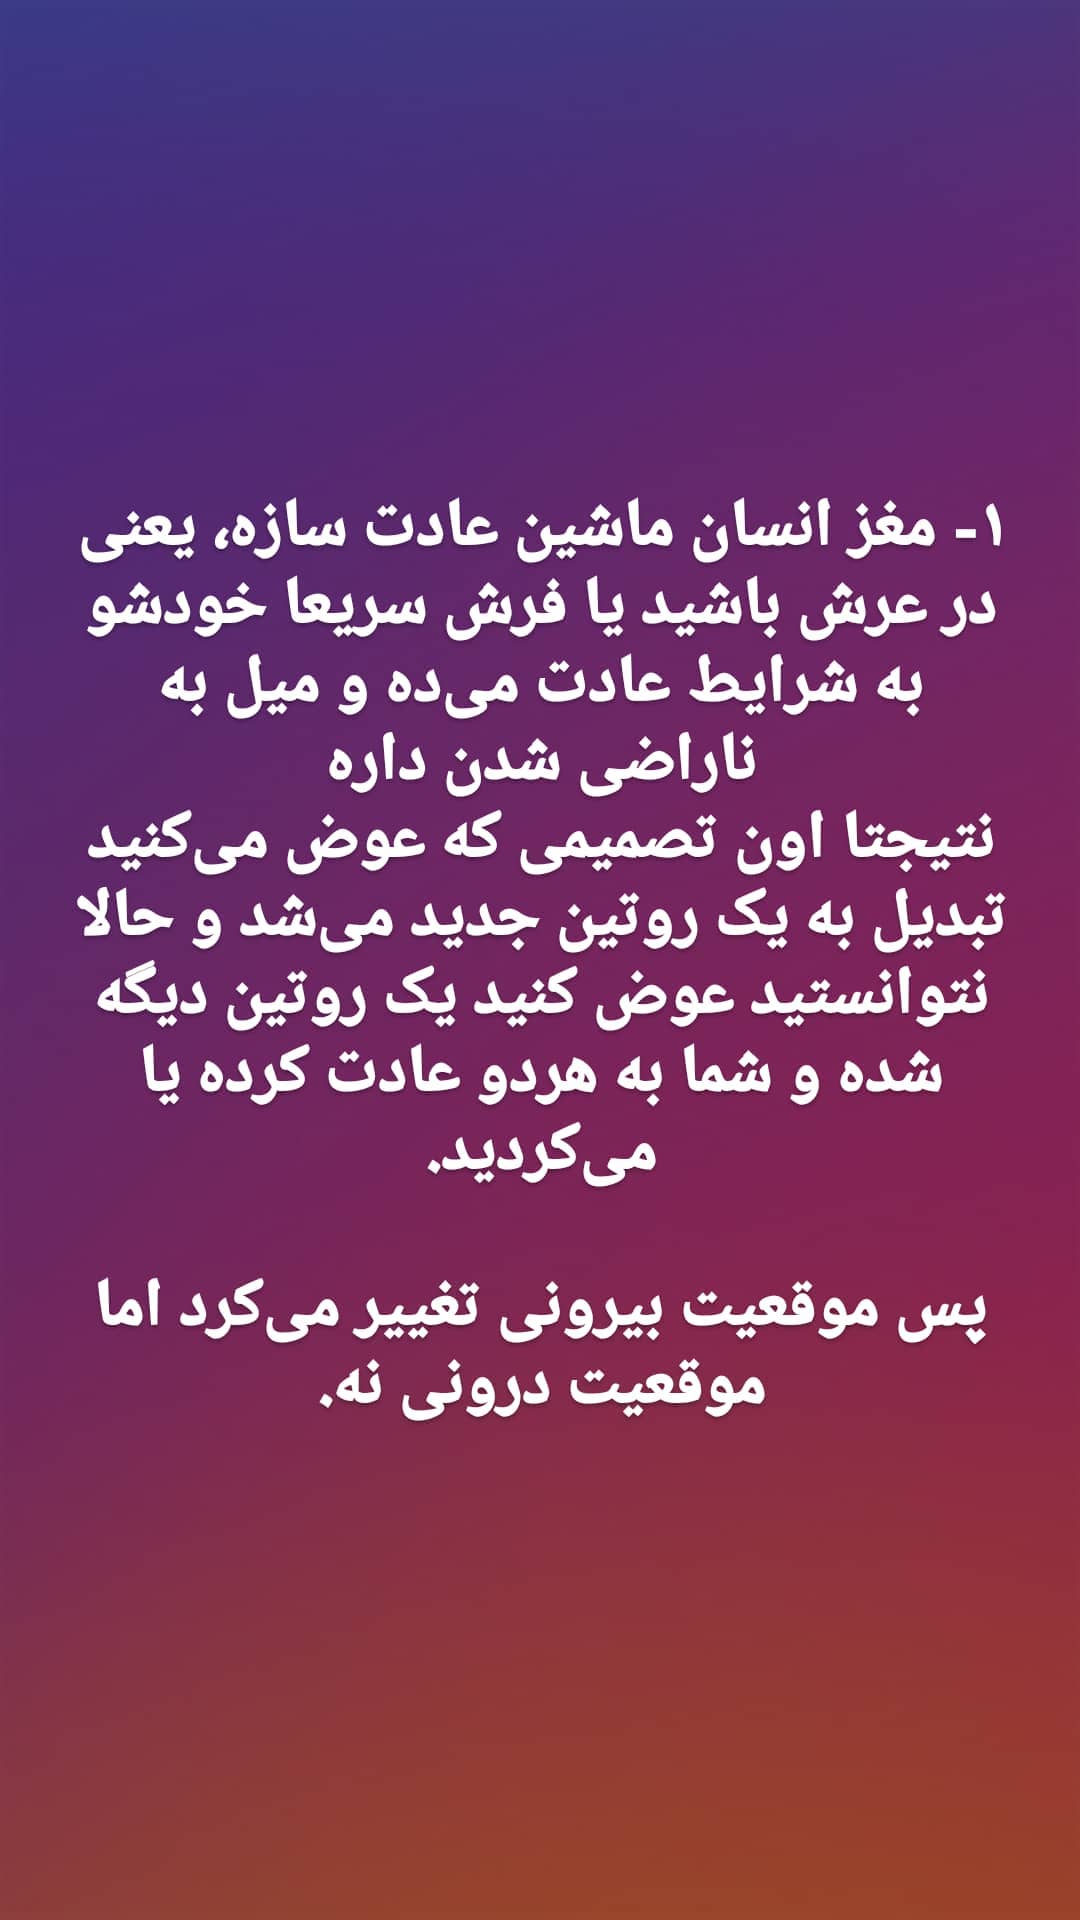 ۱- مغز انسان ماشین عادت سازه، یعنی
در عرش باشید یا فرش سریعا خودشو
به شرایط عادت می‌ده و میل به
ناراضی شدن داره
نتیجتا اون تصمیمی که عوض می‌کنید
تبدیل به یک روتین جدید می‌شد و حالا
نتوانستید عوض کنید یک روتین دیگه
شده و شما به هردو عادت کرده یا
می‌کردید.
پس موقعیت بیرونی تغییر می‌کرد اما
موقعیت درونی نه.